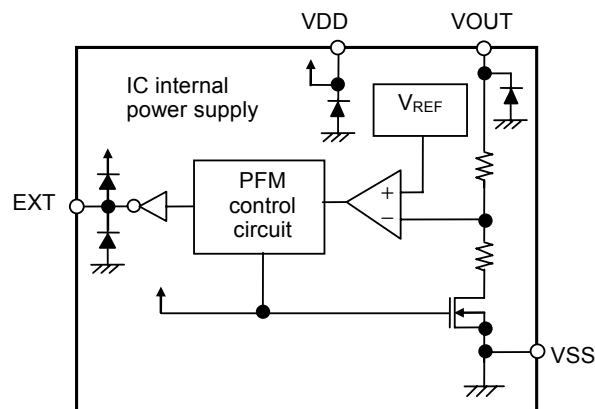 VDD
VOUT
IC internal
power supply
VREF
EXT
PFM
control
circuit
+
−
VSS